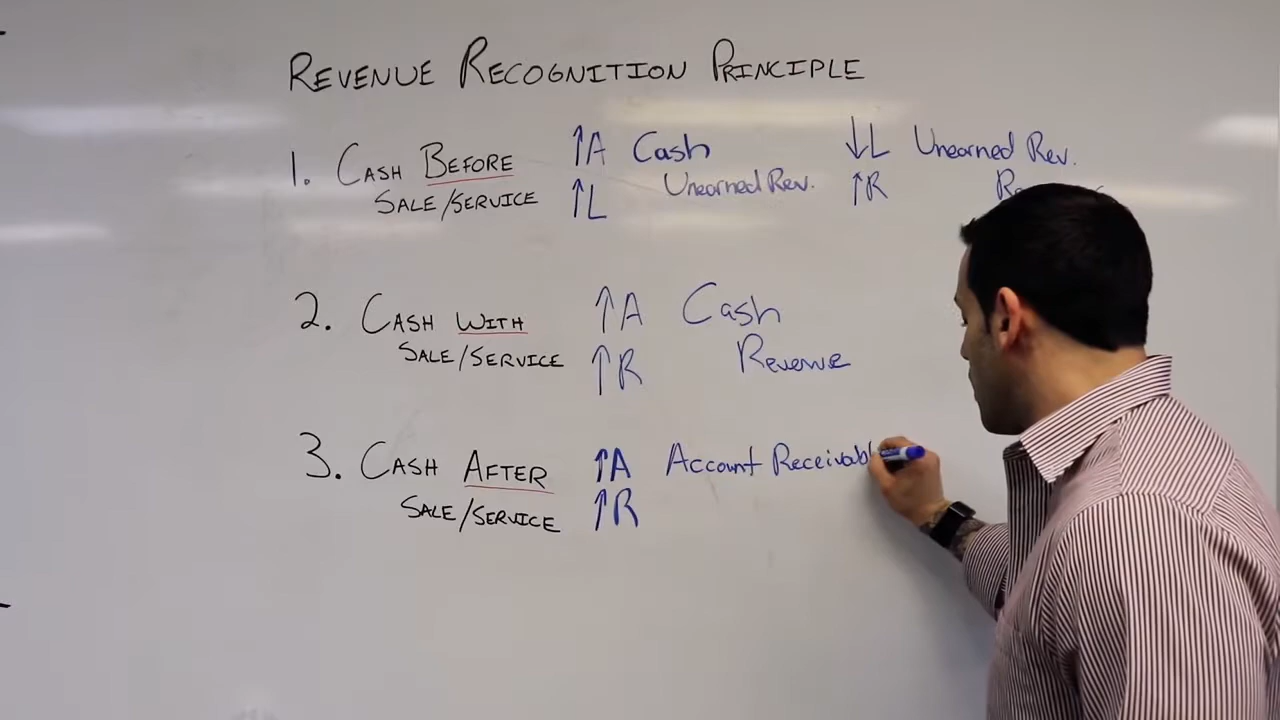 REVENUE RECOGNITION PRINCIPLE
1. CASH BEFORE ↑A Cash ↓L Unearned Rev.
SALE/SERVICE ↑L Unearned Rev. ↑R
2. CASH WITH ↑A Cash
SALE/SERVICE ↑R Revenue
3. CASH AFTER ↑A Account Receivabl
SALE/SERVICE ↑R